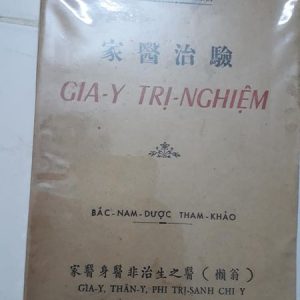 家醫治驗
GIA-Y TRỊ-NGHIỆM
BẮC-NAM-DƯỢC THAM-KHẢO
家醫身醫非治生之醫（懶翁）
GIA-Y, THÂN-Y, PHI TRỊ-SANH CHI Y